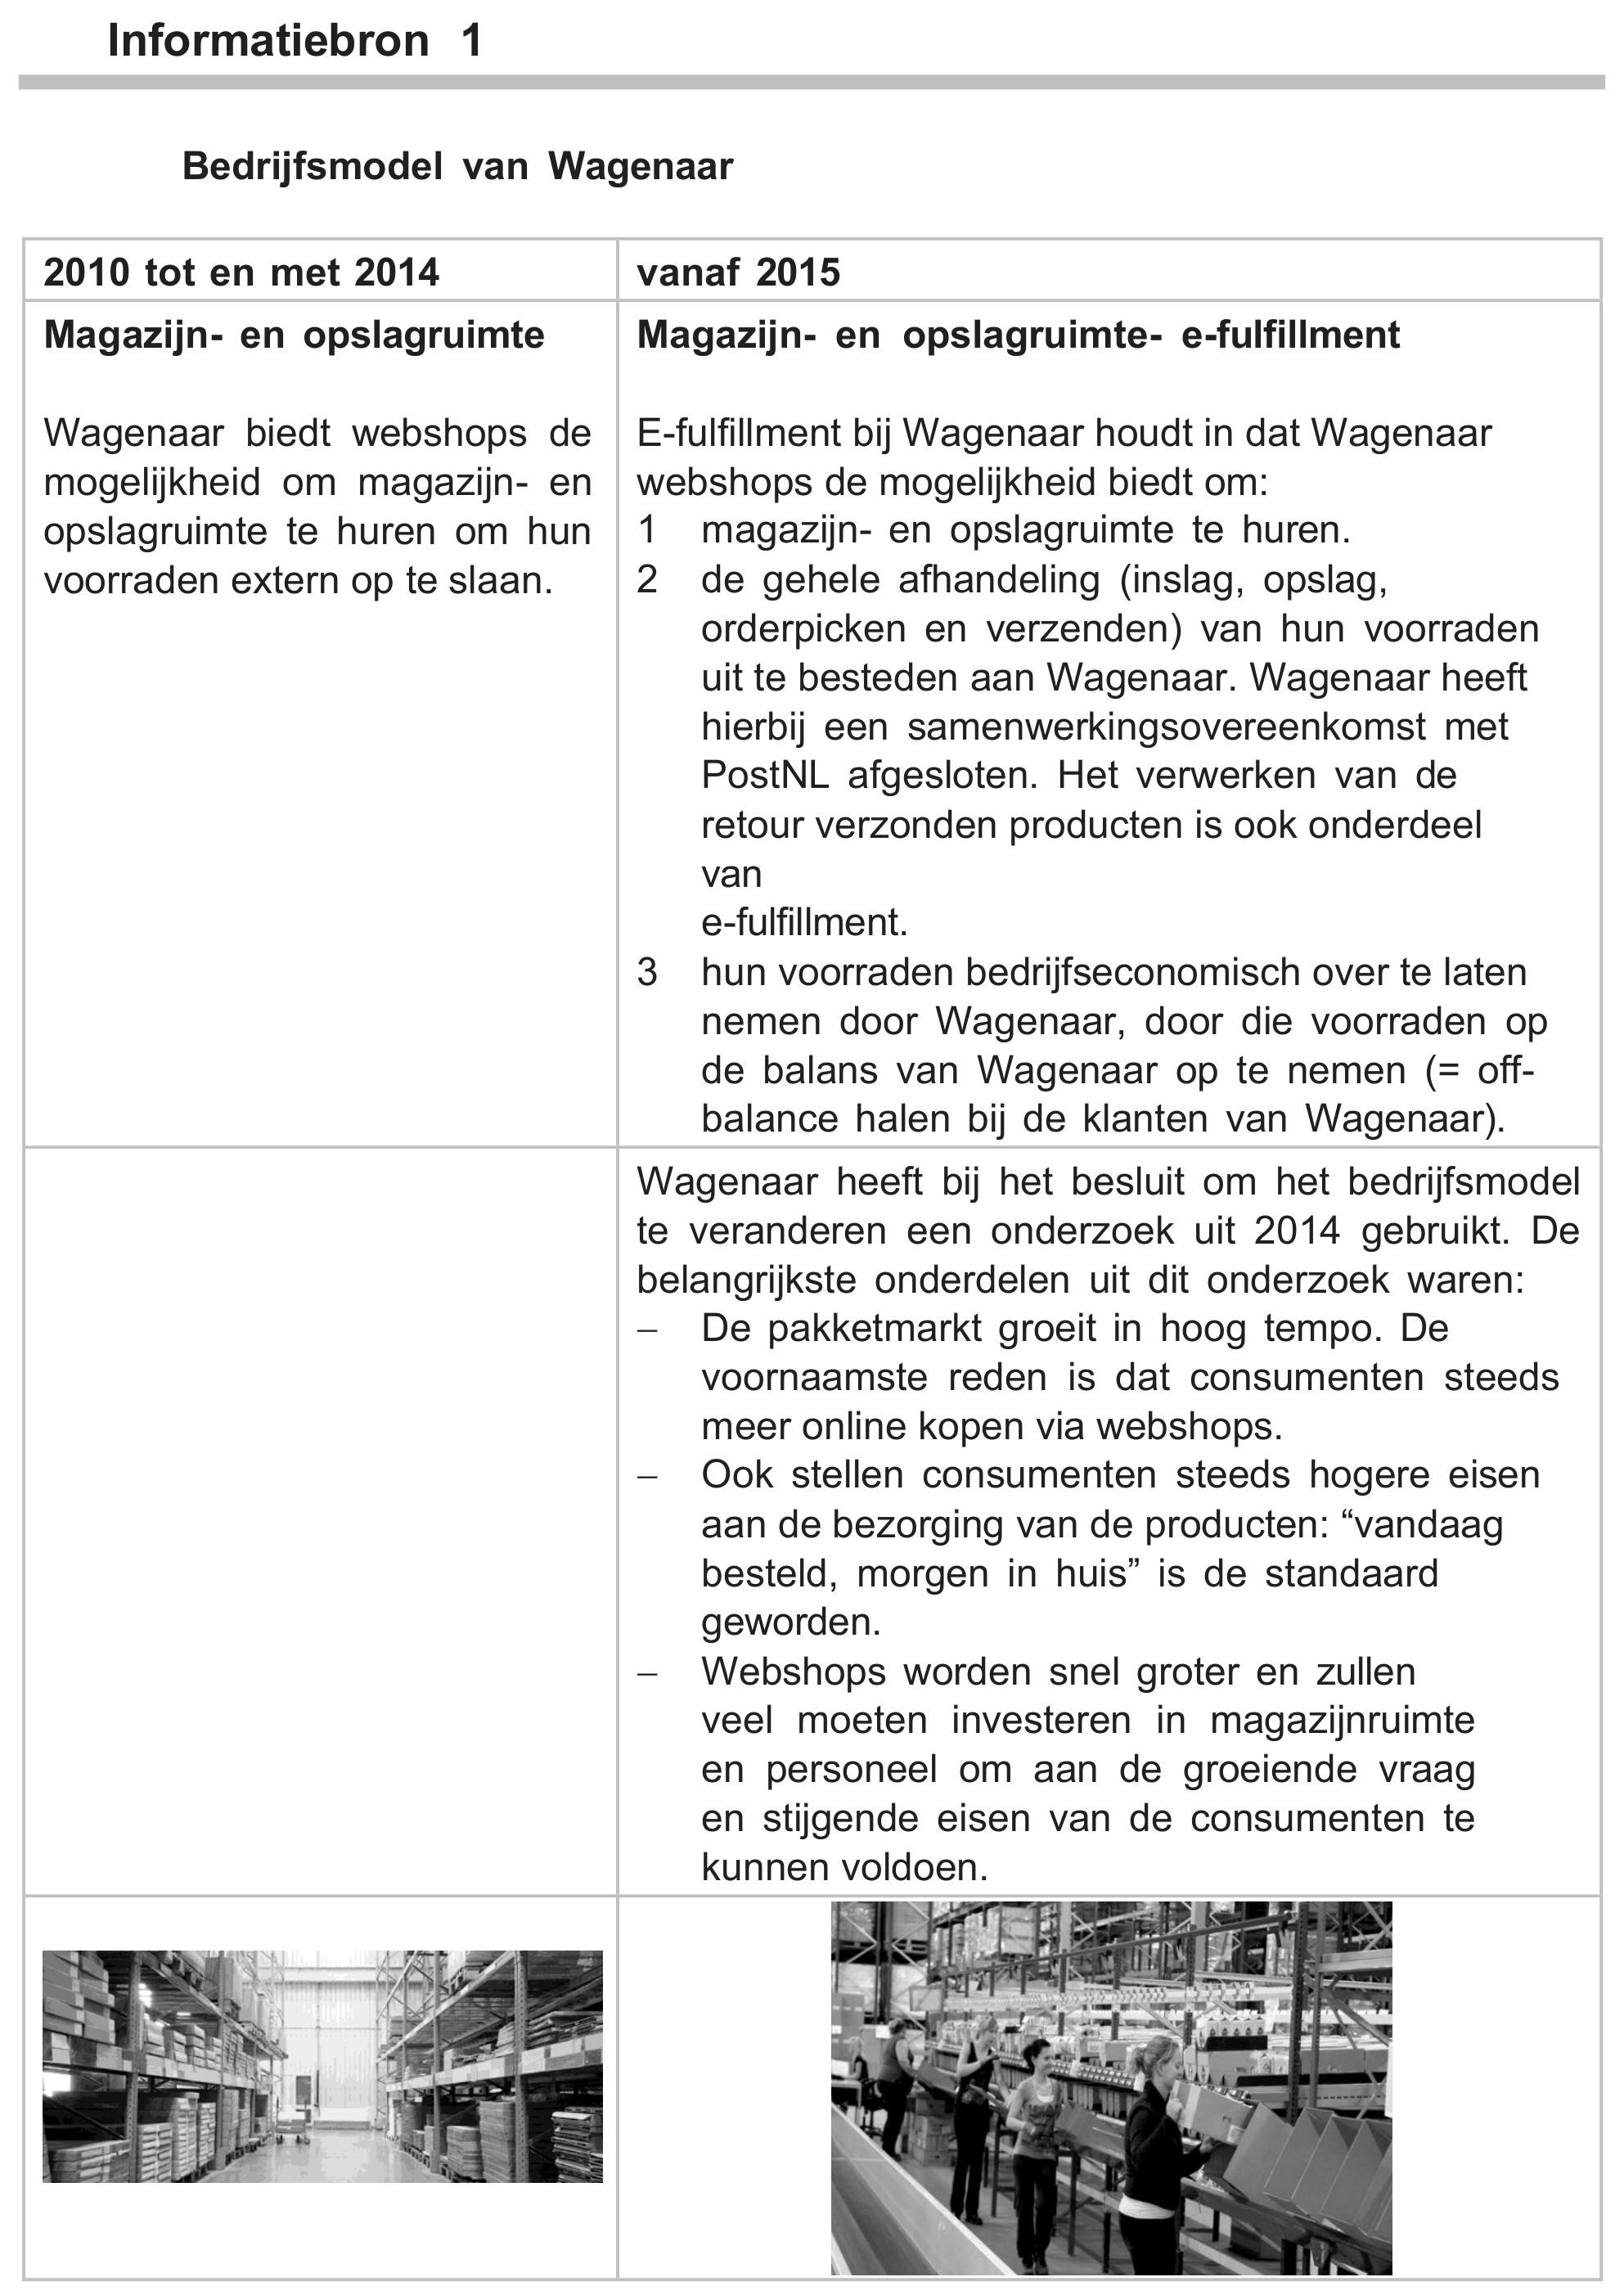 Informatiebron 1
Bedrijfsmodel van Wagenaar
2010 tot en met 2014
vanaf 2015
Magazijn- en opslagruimte
Wagenaar biedt webshops de
mogelijkheid om magazijn- en
opslagruimte te huren om hun
voorraden extern op te slaan.
Magazijn- en opslagruimte- e-fulfillment
E-fulfillment bij Wagenaar houdt in dat Wagenaar
webshops de mogelijkheid biedt om:
1 magazijn- en opslagruimte te huren.
2 de gehele afhandeling (inslag, opslag,
orderpicken en verzenden) van hun voorraden
uit te besteden aan Wagenaar. Wagenaar heeft
hierbij een samenwerkingsovereenkomst met
PostNL afgesloten. Het verwerken van de
retour verzonden producten is ook onderdeel
van
e-fulfillment.
3 hun voorraden bedrijfseconomisch over te laten
nemen door Wagenaar, door die voorraden op
de balans van Wagenaar op te nemen (= off-
balance halen bij de klanten van Wagenaar).
Wagenaar heeft bij het besluit om het bedrijfsmodel
te veranderen een onderzoek uit 2014 gebruikt. De
belangrijkste onderdelen uit dit onderzoek waren:
– De pakketmarkt groeit in hoog tempo. De
voornaamste reden is dat consumenten steeds
meer online kopen via webshops.
– Ook stellen consumenten steeds hogere eisen
aan de bezorging van de producten: “vandaag
besteld, morgen in huis” is de standaard
geworden.
– Webshops worden snel groter en zullen
veel moeten investeren in magazijnruimte
en personeel om aan de groeiende vraag
en stijgende eisen van de consumenten te
kunnen voldoen.